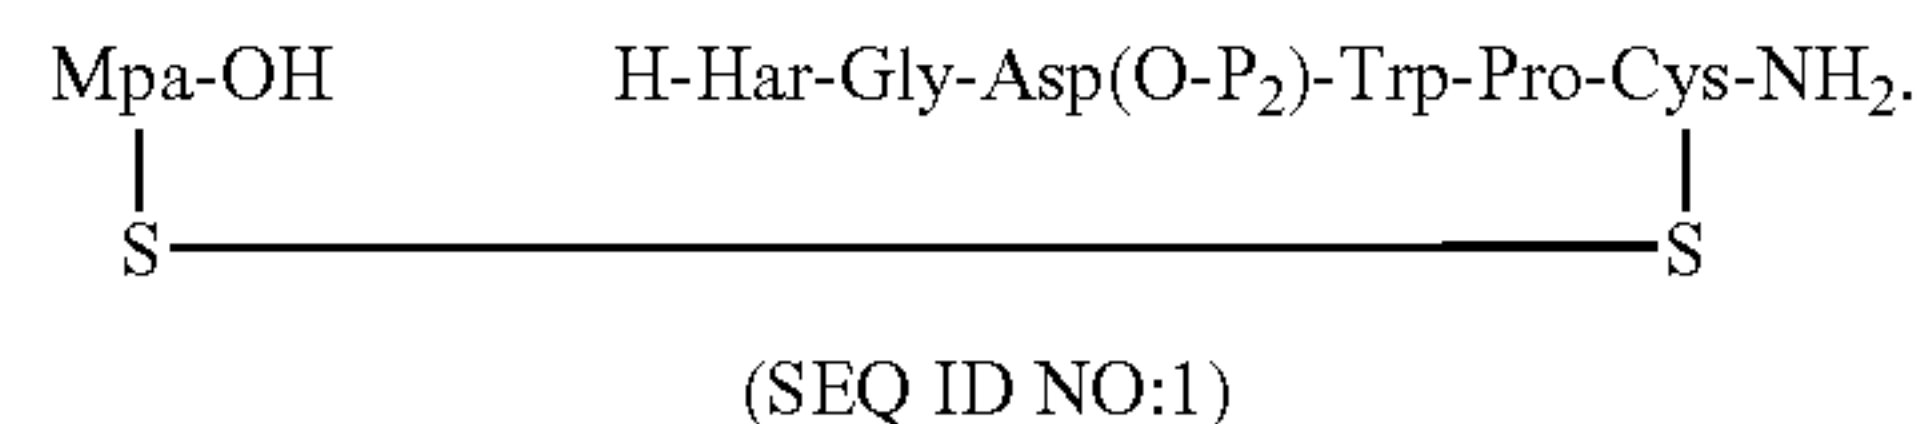 Mpa-OH H-Har-Gly-Asp(O-P₂)-Trp-Pro-Cys-NH₂.
S S
(SEQ ID NO:1)